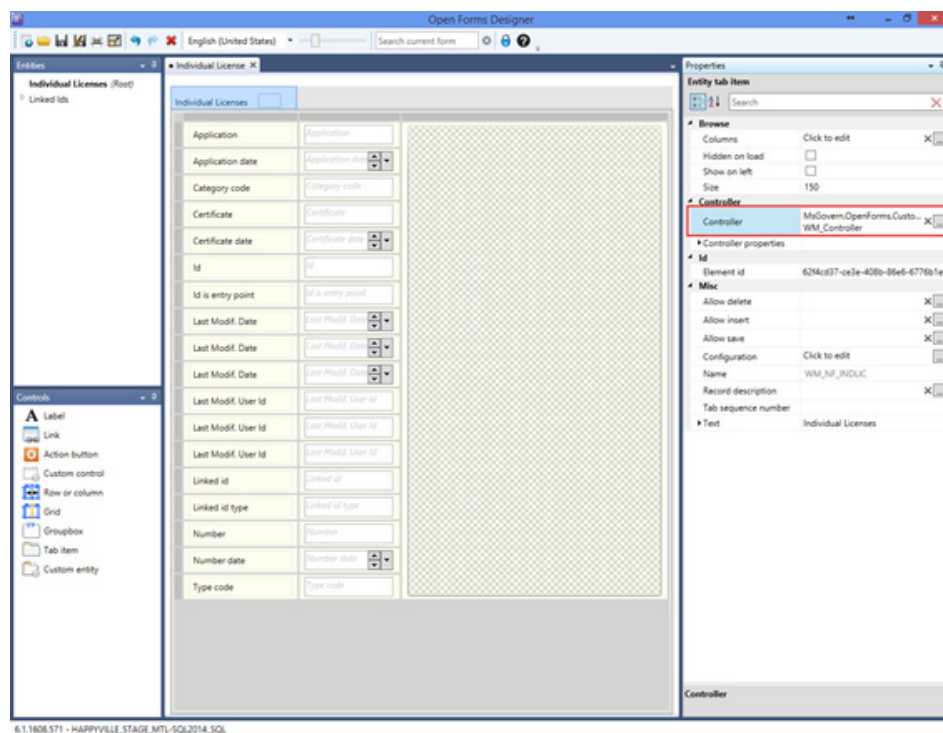 Open Forms Designer
English (United States)
Search current form
Entities
Individual Licenses (Root)
Linked Ids
Controls
Label
Link
Action button
Custom control
Row or column
Grid
Groupbox
Tab item
Custom entity
Individual License
Individual Licenses
Application Application
Application date Application date
Category code Category code
Certificate Certificate
Certificate date Certificate date
Id Id
Id is entry point Id is entry point
Last Modif. Date Last Modif. Date
Last Modif. Date Last Modif. Date
Last Modif. Date Last Modif. Date
Last Modif. User Id Last Modif. User Id
Last Modif. User Id Last Modif. User Id
Last Modif. User Id Last Modif. User Id
Linked id Linked id
Linked id type Linked id type
Number Number
Number date Number date
Type code Type code
Properties
Entity tab item
Search
Browse
Columns Click to edit
Hidden on load
Show on left
Size 150
Controller
Controller MsGovern.OpenForms.Custo...
WM_Controller
Controller properties
Id
Element id 62f4cd37-ce3e-408b-86e6-6776b1e
Misc
Allow delete
Allow insert
Allow save
Configuration Click to edit
Name WM_NF_INDLIC
Record description
Tab sequence number
Text Individual Licenses
Controller
6.1.1608.571 - HAPPYVILLE_STAGE_MTL-SQL2014_SQL